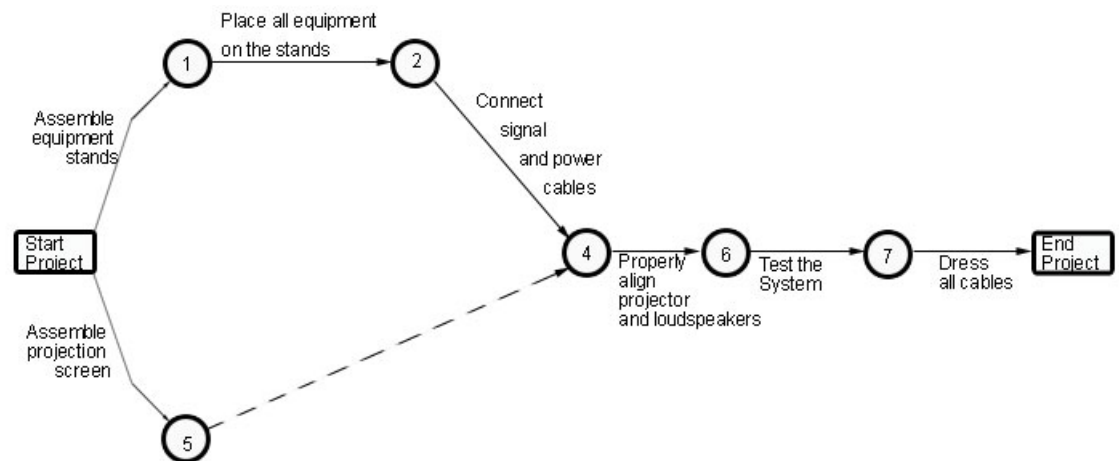 Place all equipment
on the stands
1
2
Assemble
equipment
stands
Connect
signal
and power
cables
Start
Project
4
6
7
End
Project
Properly
align
projector
and loudspeakers
Test the
System
Dress
all cables
Assemble
projection
screen
5